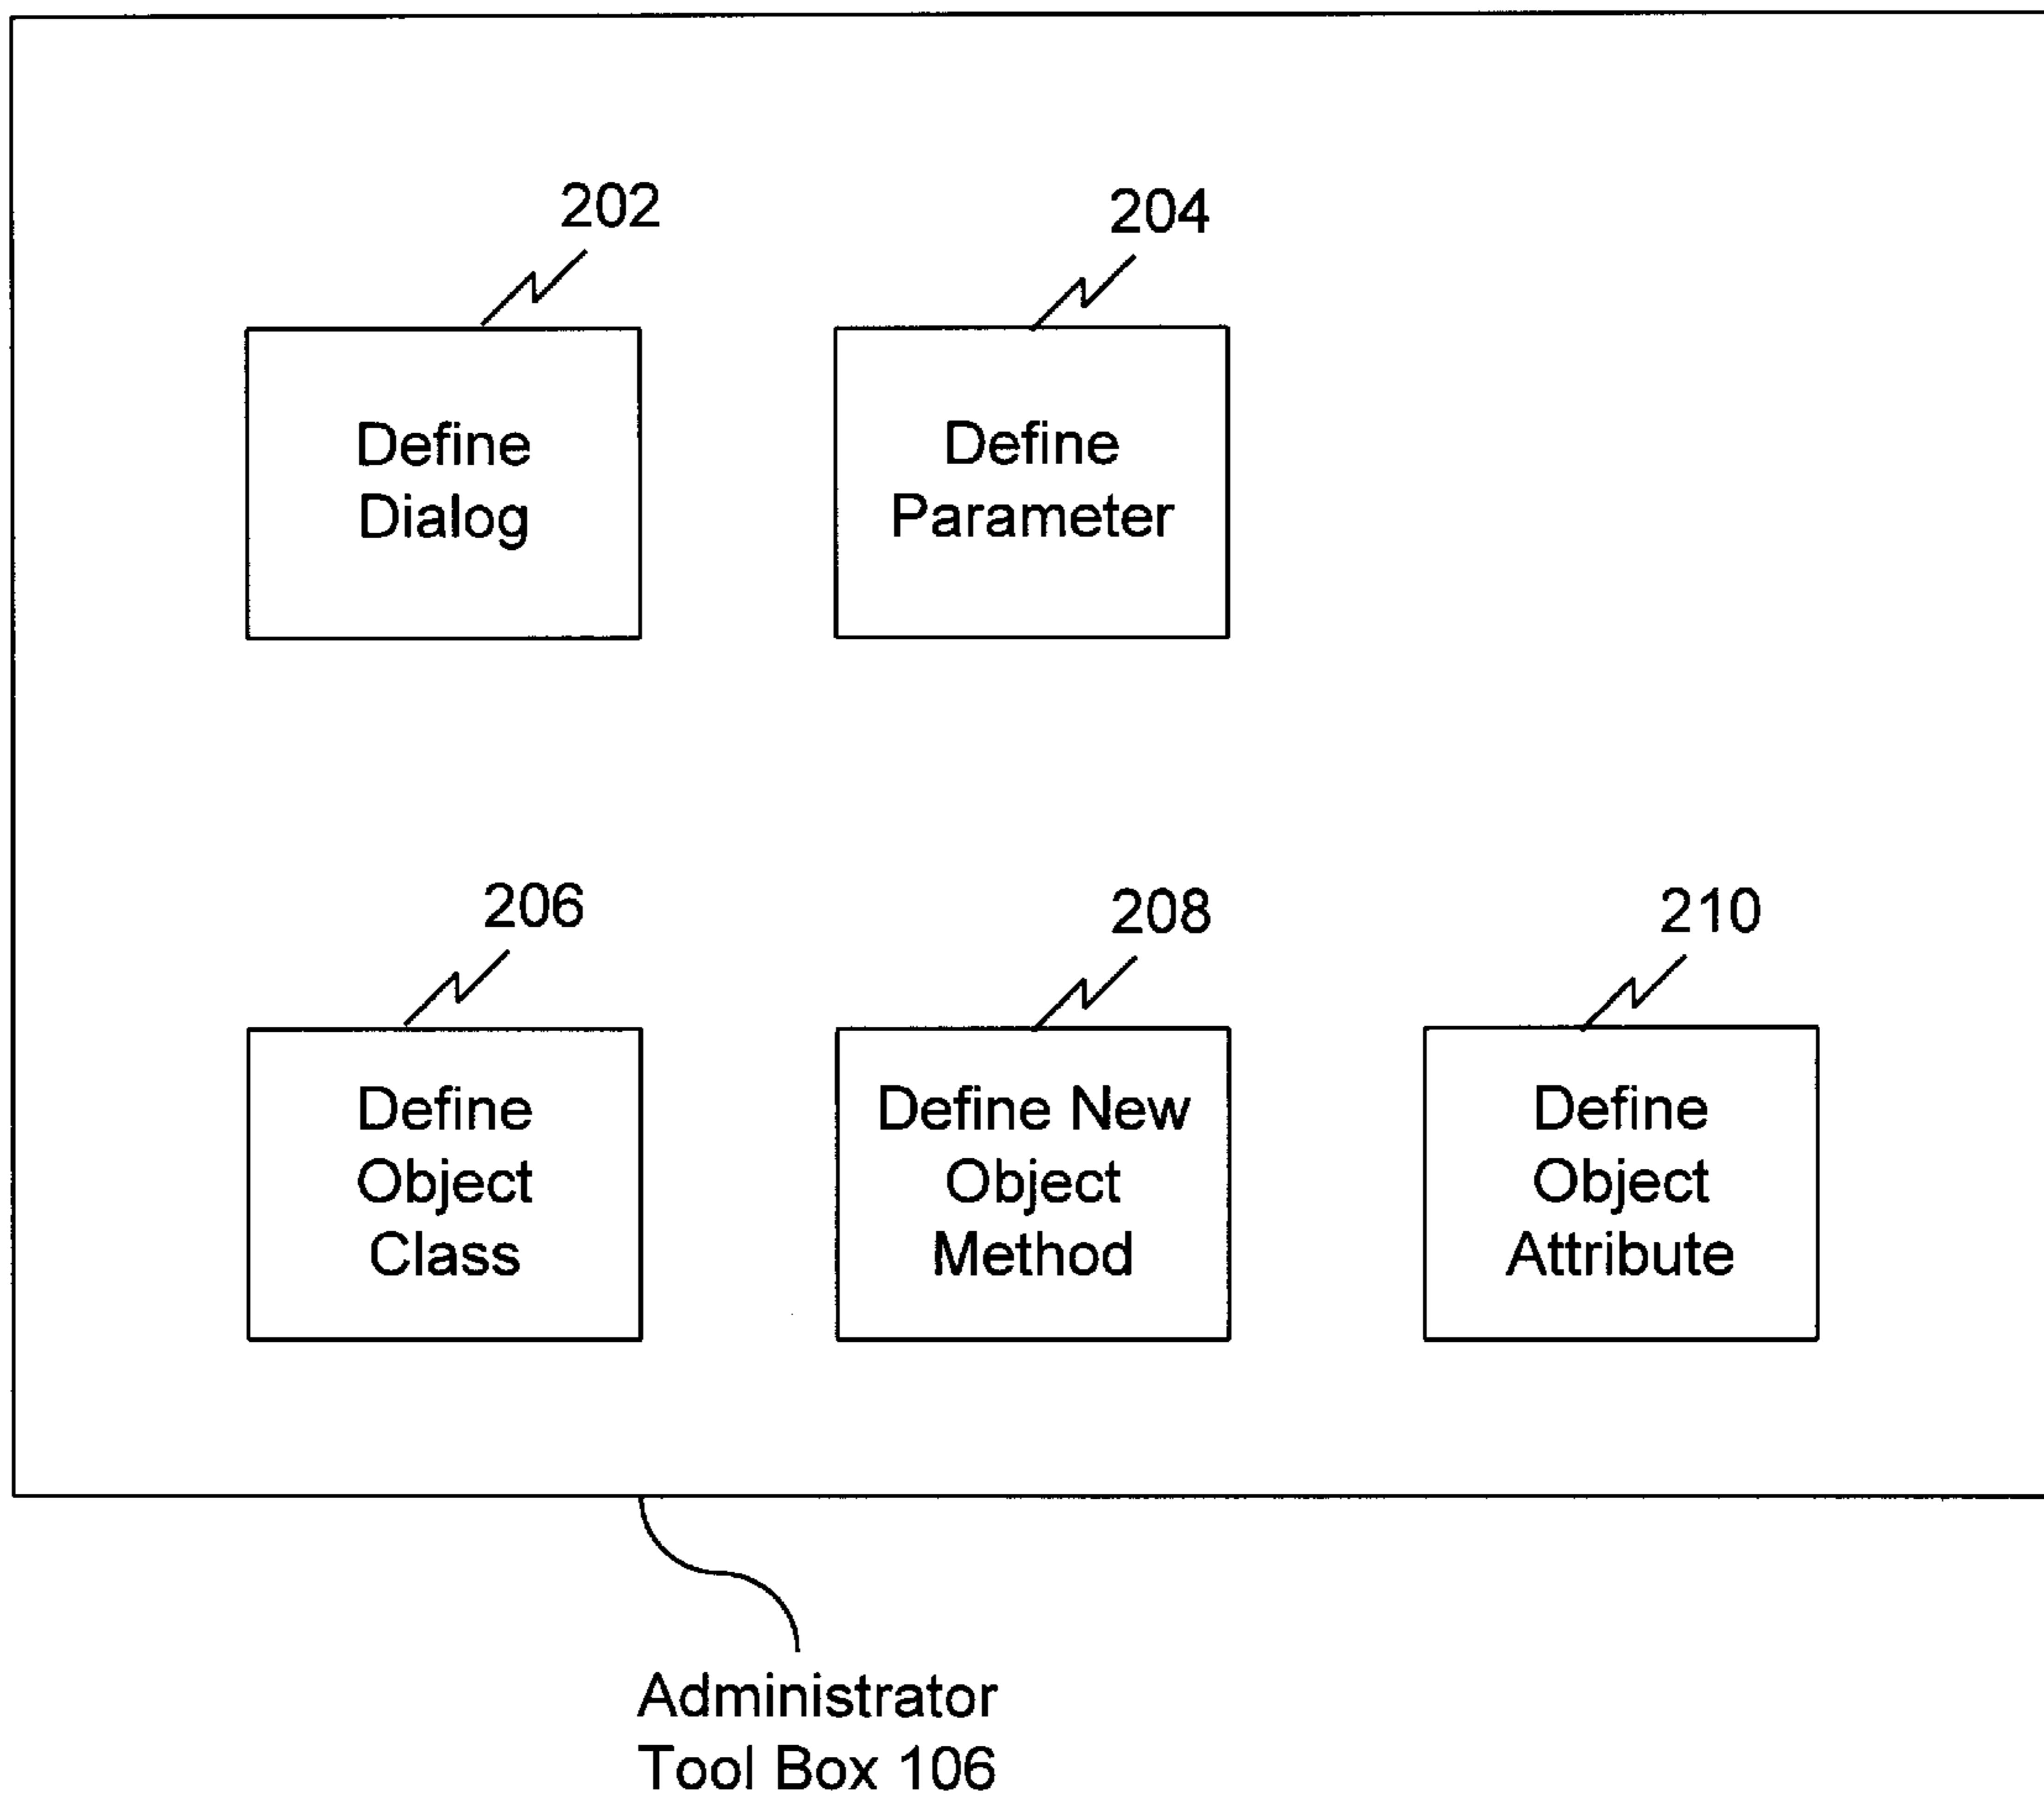 202
204
Define
Dialog
Define
Parameter
206
208
210
Define
Object
Class
Define New
Object
Method
Define
Object
Attribute
Administrator
Tool Box 106